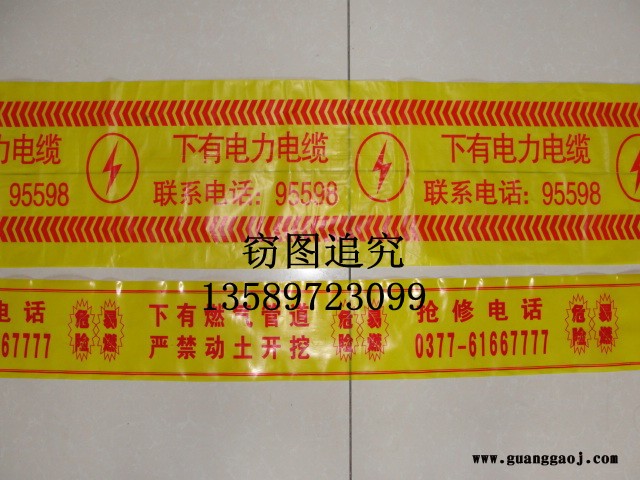 力电缆 下有电力电缆 下有电力电缆
95598 联系电话：95598 联系电话：95598
窃图追究
13589723099
电话 危险 易燃 下有燃气管道 危险 易燃 抢修电话 危险 易燃
67777 严禁动土开挖 0377-61667777
www.guanggaoj.com